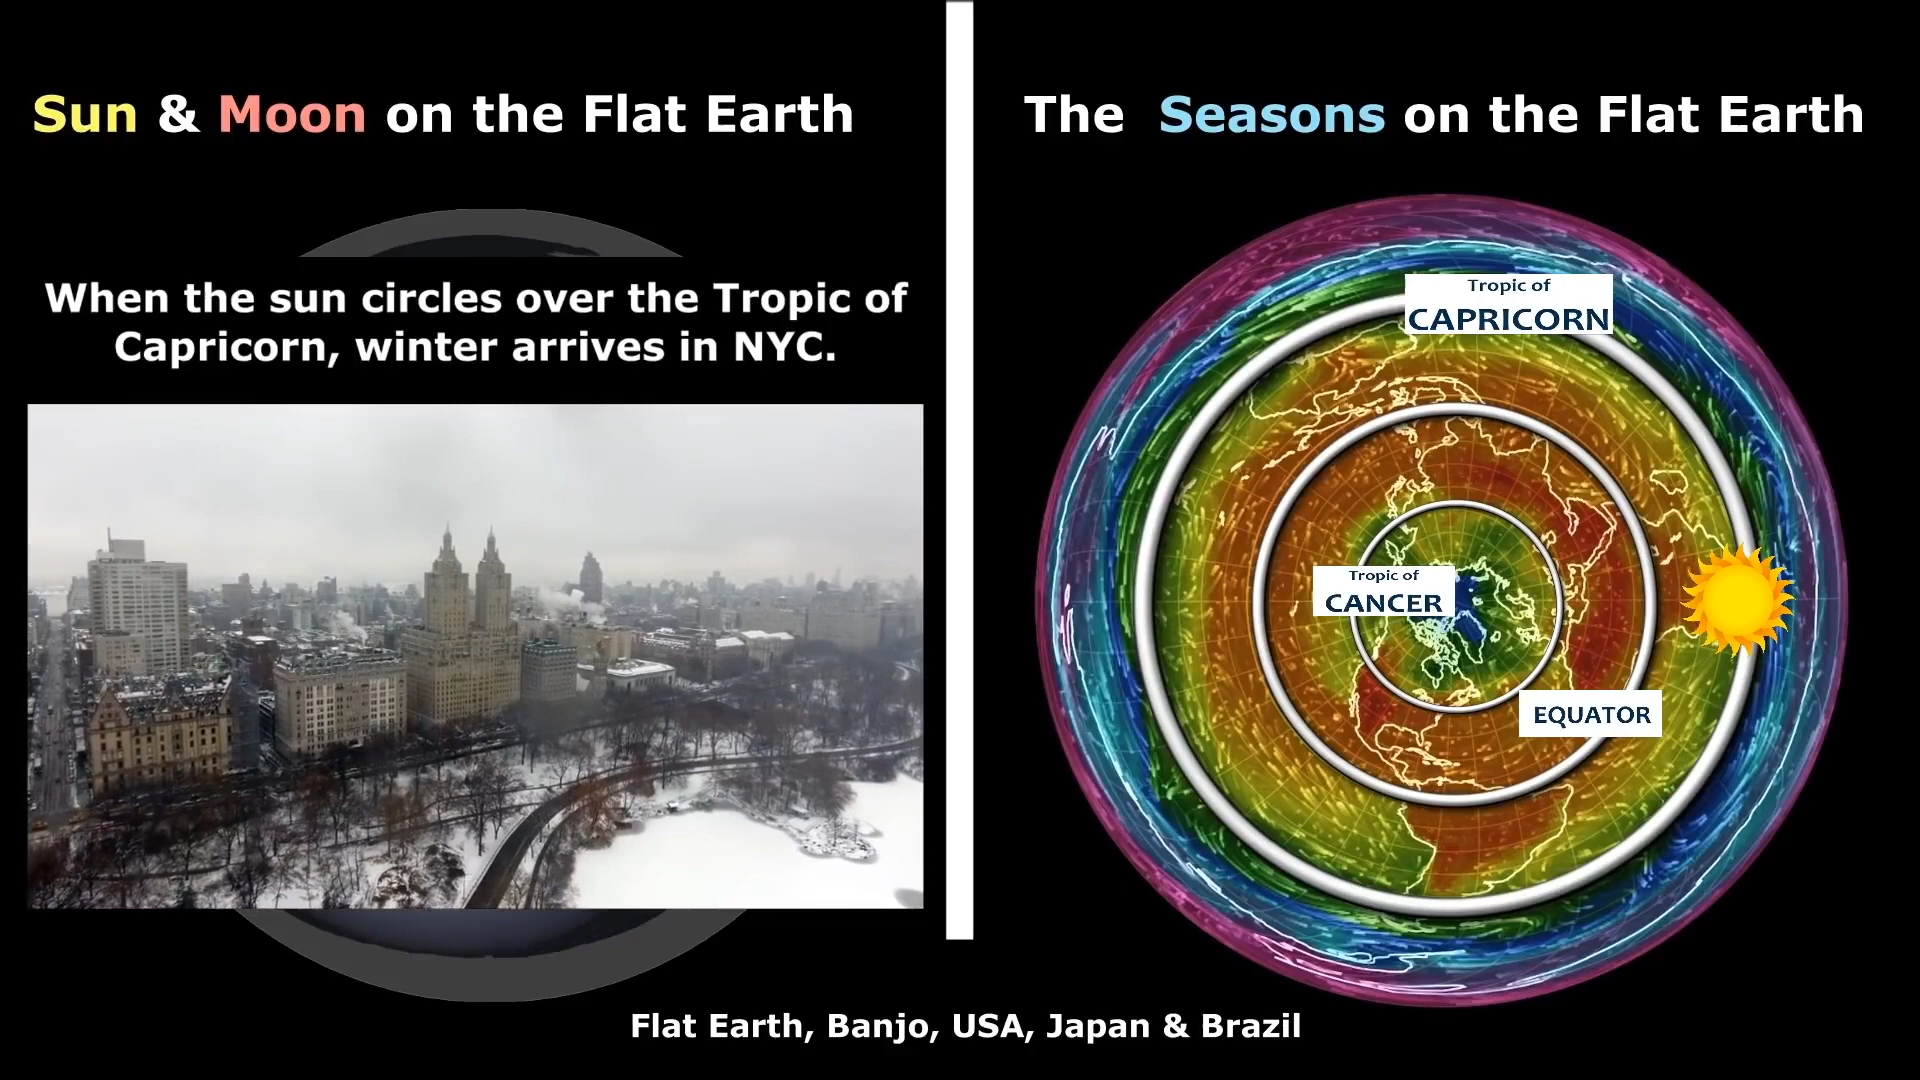 Sun & Moon on the Flat Earth
When the sun circles over the Tropic of
Capricorn, winter arrives in NYC.
The Seasons on the Flat Earth
Tropic of
CAPRICORN
Tropic of
CANCER
EQUATOR
Flat Earth, Banjo, USA, Japan & Brazil